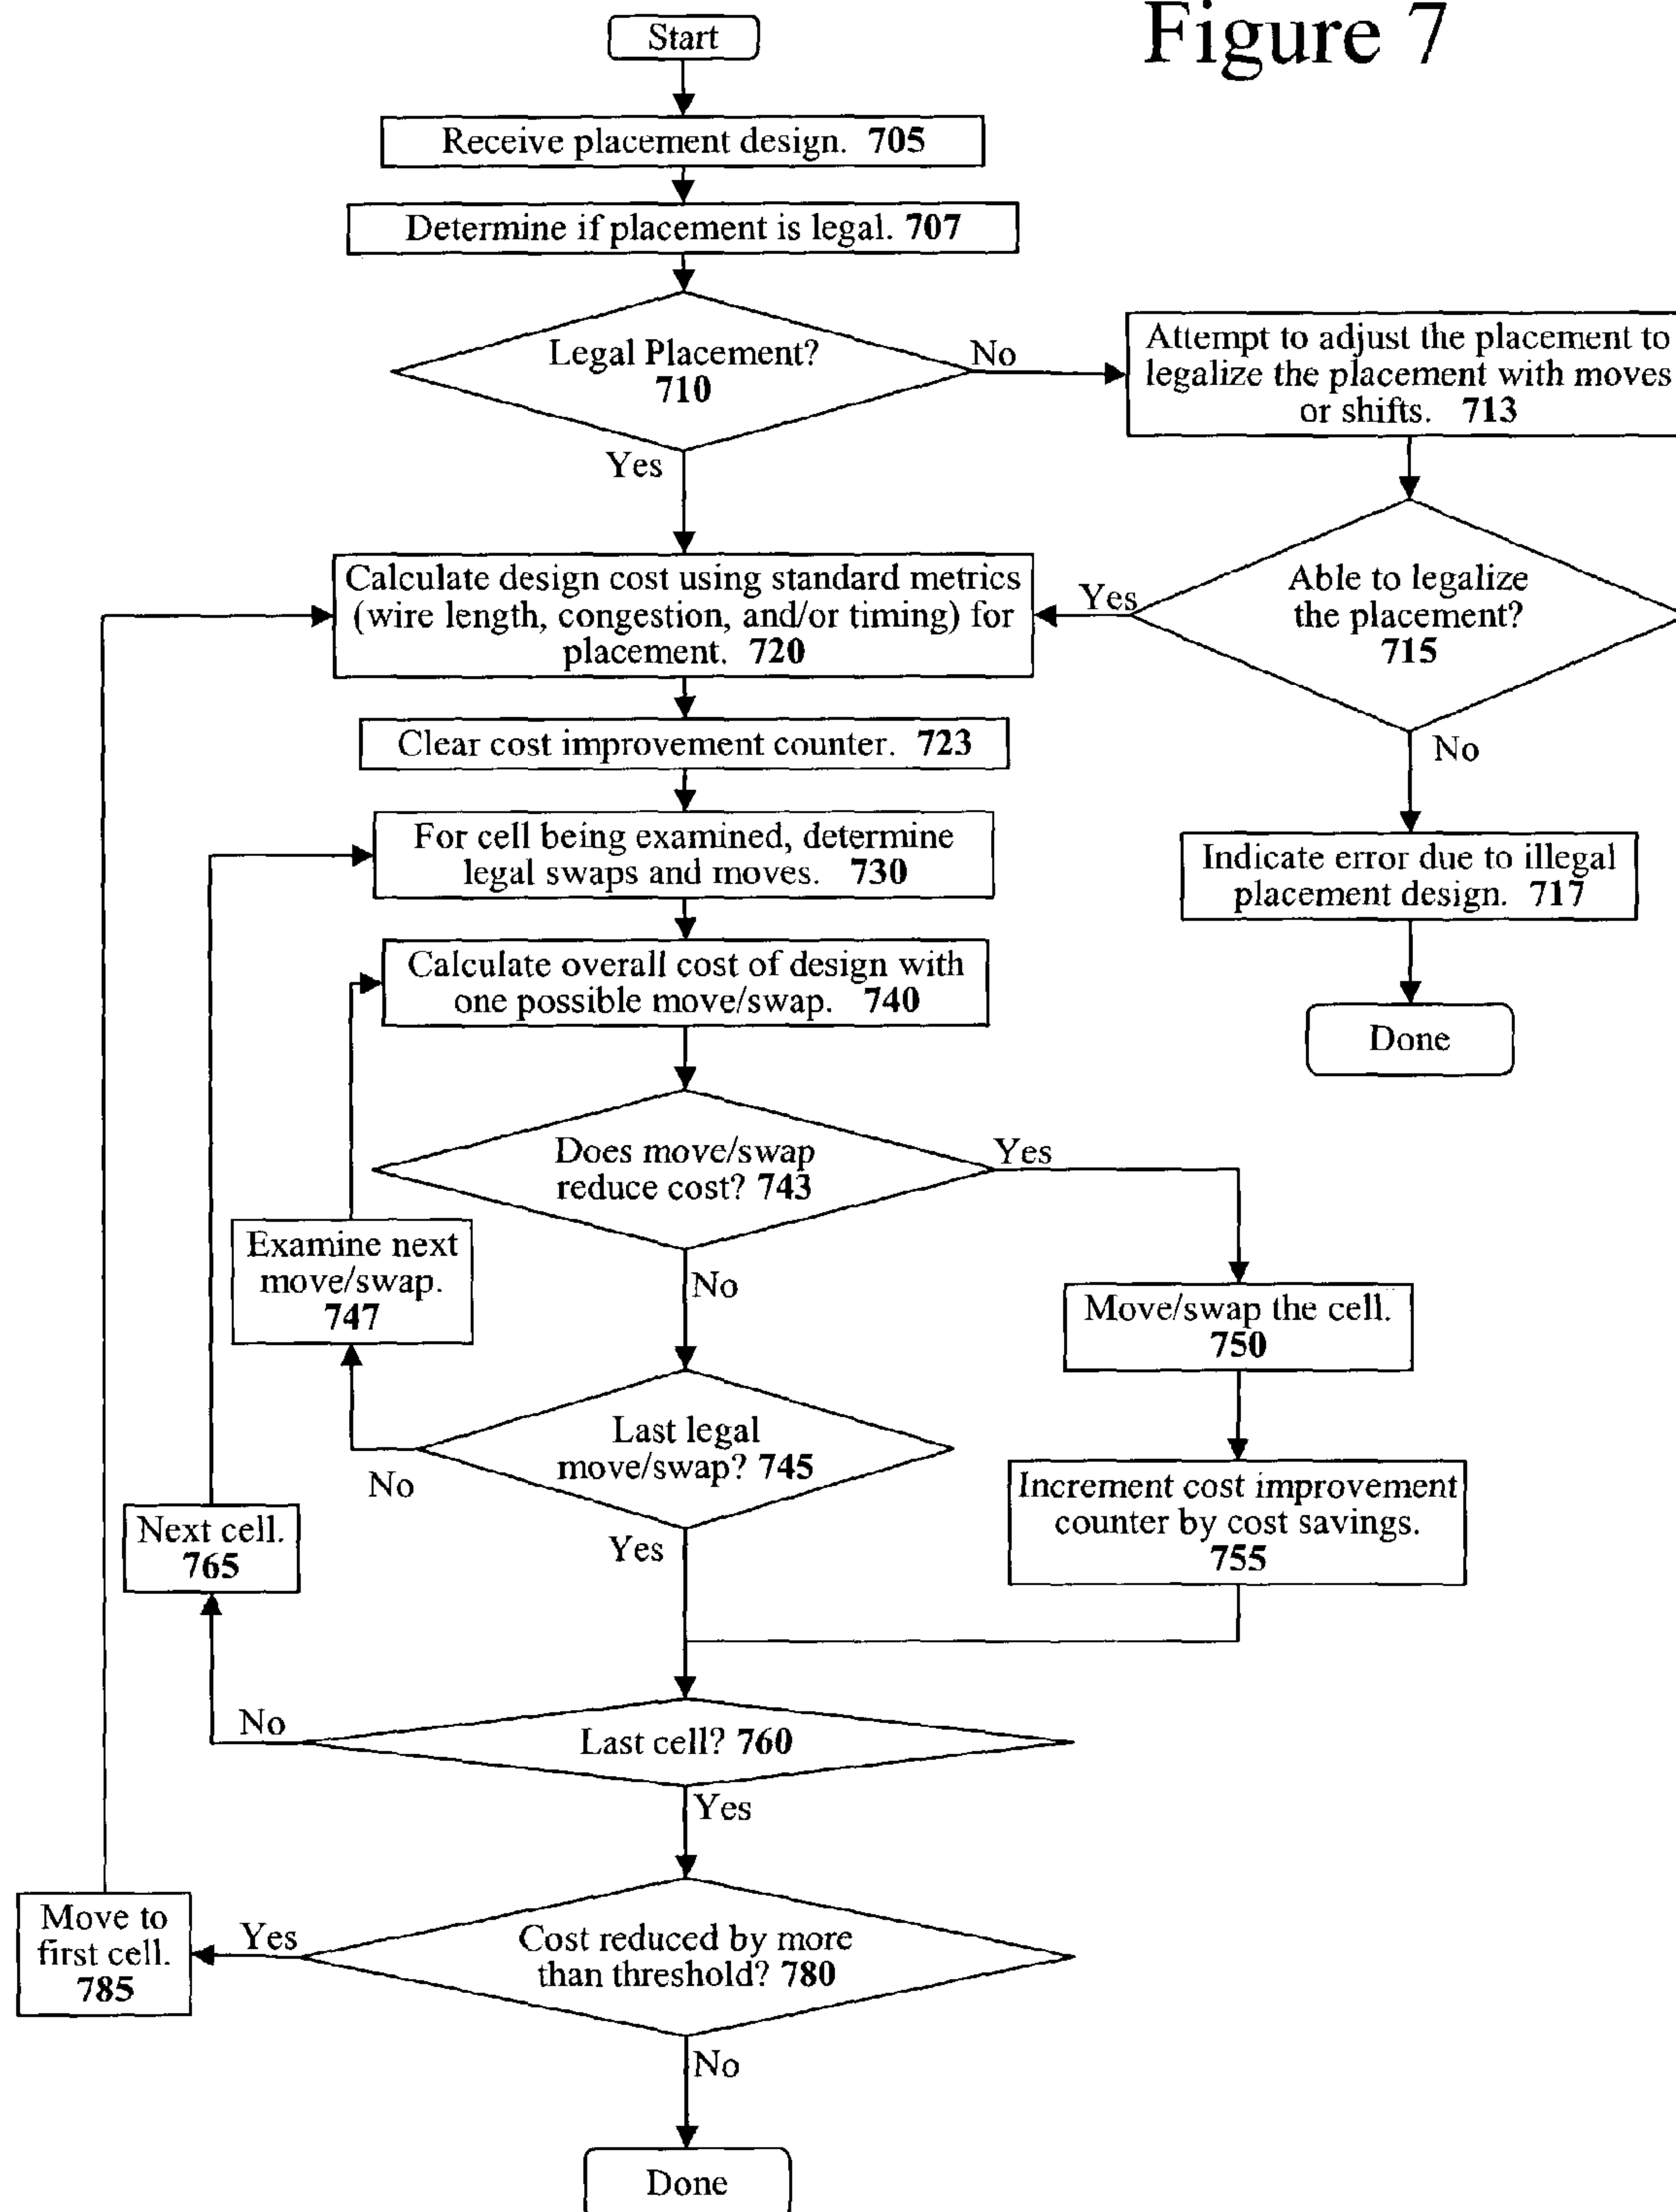 Figure 7
Start
Receive placement design. 705
Determine if placement is legal. 707
Legal Placement?
710
No
Yes
Attempt to adjust the placement to
legalize the placement with moves
or shifts. 713
Able to legalize
the placement?
715
Yes
No
Indicate error due to illegal
placement design. 717
Done
Calculate design cost using standard metrics
(wire length, congestion, and/or timing) for
placement. 720
Clear cost improvement counter. 723
For cell being examined, determine
legal swaps and moves. 730
Calculate overall cost of design with
one possible move/swap. 740
Does move/swap
reduce cost? 743
Yes
No
Examine next
move/swap.
747
Move/swap the cell.
750
Last legal
move/swap? 745
No
Yes
Increment cost improvement
counter by cost savings.
755
Next cell.
765
Last cell? 760
No
Yes
Cost reduced by more
than threshold? 780
Yes
No
Move to
first cell.
785
Done